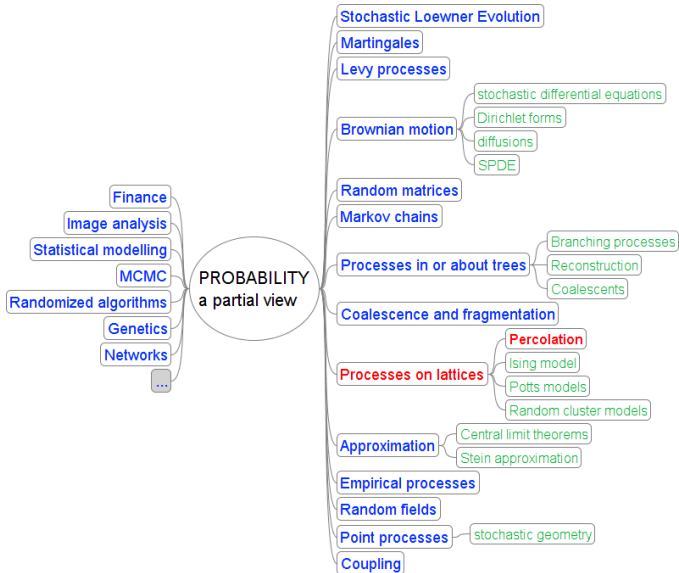 Stochastic Loewner Evolution
Martingales
Levy processes
stochastic differential equations
Dirichlet forms
Brownian motion
diffusions
SPDE
Finance
Random matrices
Image analysis
Markov chains
Statistical modelling
Branching processes
MCMC
PROBABILITY
a partial view
Processes in or about trees
Reconstruction
Randomized algorithms
Coalescents
Genetics
Coalescence and fragmentation
Networks
Percolation
...
Processes on lattices
Ising model
Potts models
Random cluster models
Central limit theorems
Approximation
Stein approximation
Empirical processes
Random fields
Point processes
stochastic geometry
Coupling